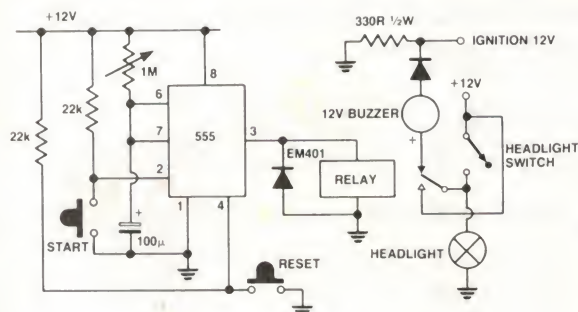 +12V
330R ½W
IGNITION 12V
1M
8
+12V
22k
6
12V BUZZER
22k
7
555
3
EM401
+
HEADLIGHT
SWITCH
2
RELAY
+
1
4
START
100μ
RESET
HEADLIGHT